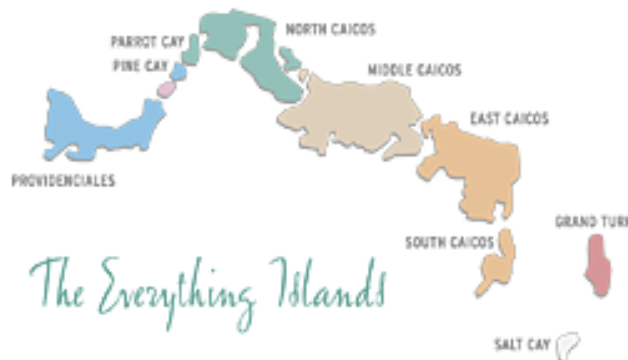 NORTH CAICOS
PARROT CAY
PINE CAY
MIDDLE CAICOS
EAST CAICOS
PROVIDENCIALES
GRAND TURK
SOUTH CAICOS
The Everything Islands
SALT CAY